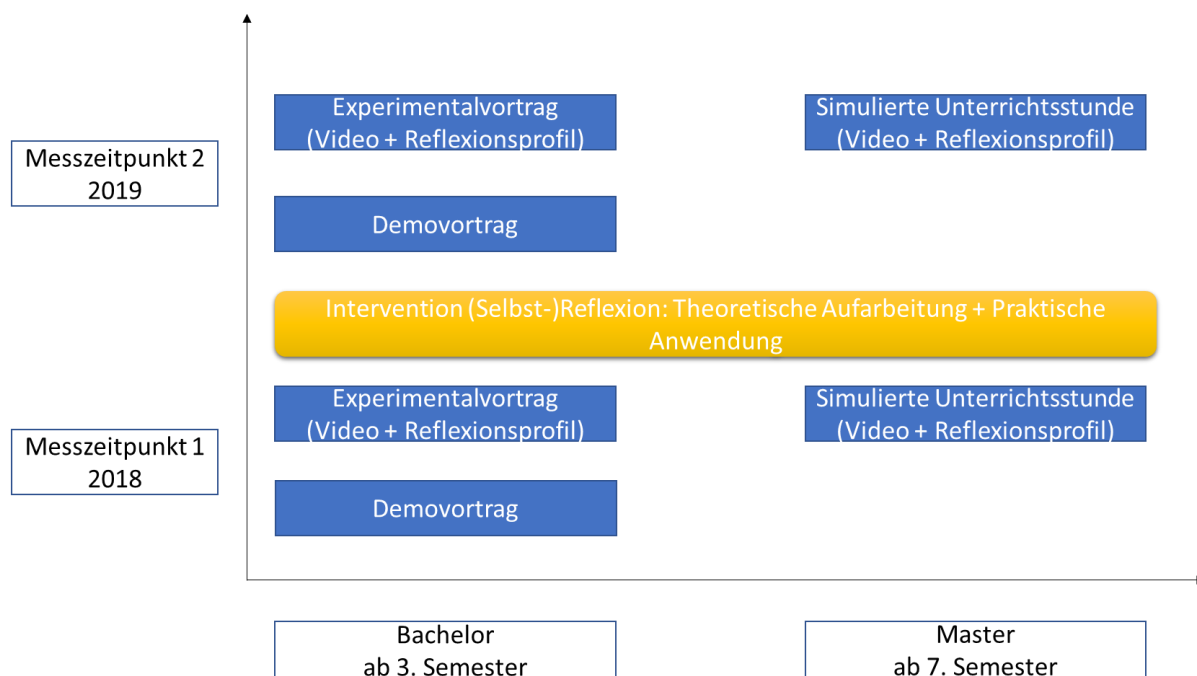 Experimentalvortrag
(Video + Reflexionsprofil)
Simulierte Unterrichtsstunde
(Video + Reflexionsprofil)
Messzeitpunkt 2
2019
Demovortrag
Intervention (Selbst-)Reflexion: Theoretische Aufarbeitung + Praktische
Anwendung
Experimentalvortrag
(Video + Reflexionsprofil)
Simulierte Unterrichtsstunde
(Video + Reflexionsprofil)
Messzeitpunkt 1
2018
Demovortrag
Bachelor
ab 3. Semester
Master
ab 7. Semester